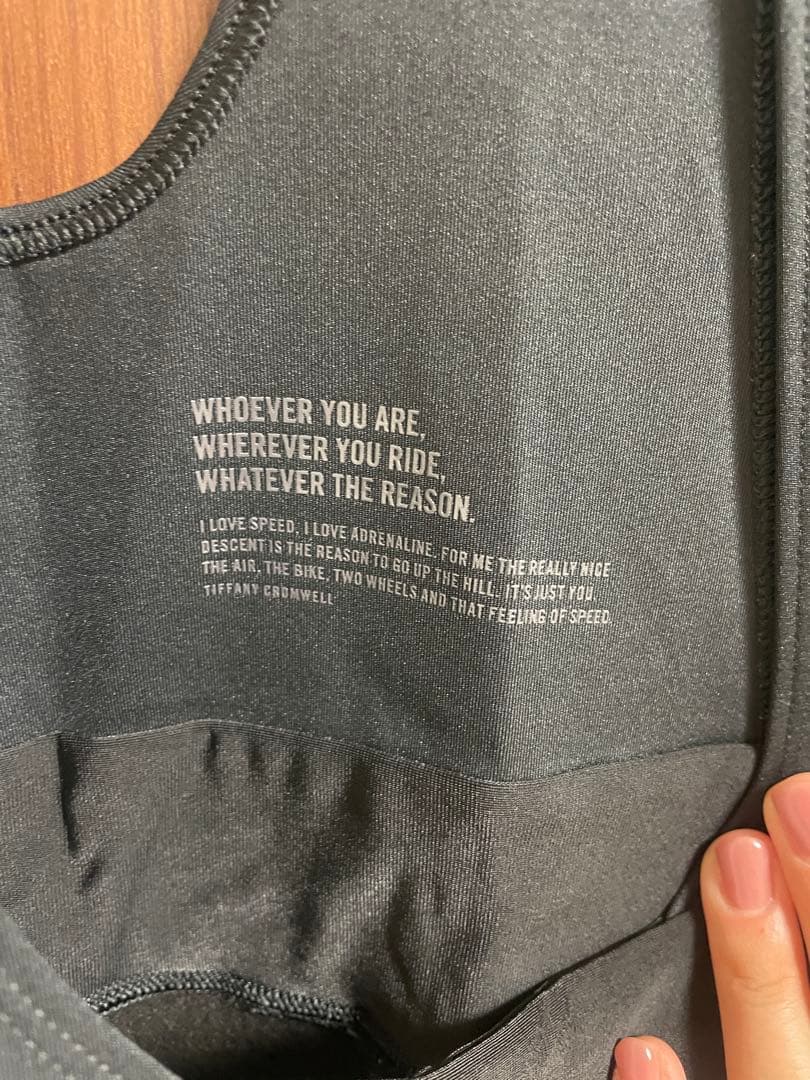 WHOEVER YOU ARE,
WHEREVER YOU RIDE,
WHATEVER THE REASON.
I LOVE SPEED, I LOVE ADRENALINE. FOR ME THE REALLY NICE
DESCENT IS THE REASON TO GO UP THE HILL. IT'S JUST YOU,
THE AIR, THE BIKE, TWO WHEELS AND THAT FEELING OF SPEED.
TIFFANY CROMWELL